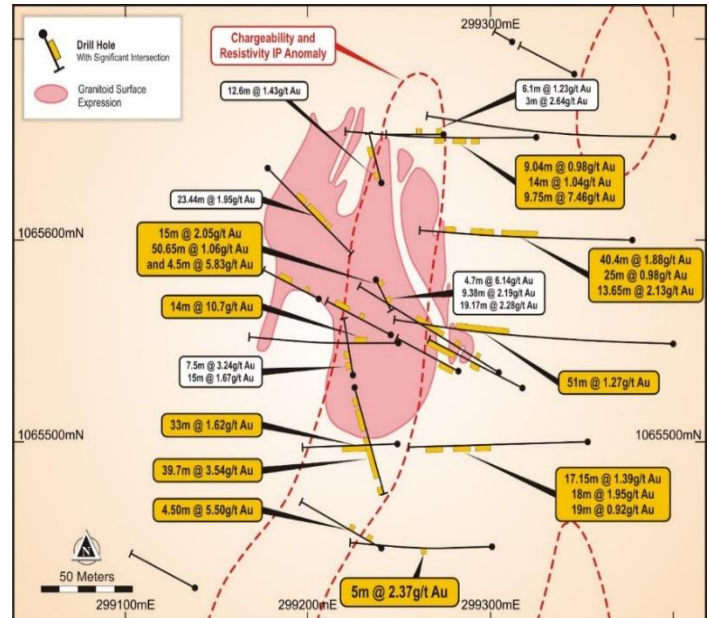 299300mE
Drill Hole
With Significant Intersection
Granitoid Surface
Expression
Chargeability and
Resistivity IP Anomaly
12.6m @ 1.43g/t Au
6.1m @ 1.23g/t Au
3m @ 2.64g/t Au
9.04m @ 0.98g/t Au
14m @ 1.04g/t Au
9.75m @ 7.46g/t Au
23.44m @ 1.95g/t Au
1065600mN
15m @ 2.05g/t Au
50.65m @ 1.06g/t Au
and 4.5m @ 5.83g/t Au
40.4m @ 1.88g/t Au
25m @ 0.98g/t Au
13.65m @ 2.13g/t Au
4.7m @ 6.14g/t Au
9.38m @ 2.19g/t Au
19.17m @ 2.28g/t Au
14m @ 10.7g/t Au
7.5m @ 3.24g/t Au
15m @ 1.67g/t Au
51m @ 1.27g/t Au
33m @ 1.62g/t Au
1065500mN
1065500mN
39.7m @ 3.54g/t Au
17.15m @ 1.39g/t Au
18m @ 1.95g/t Au
19m @ 0.92g/t Au
4.50m @ 5.50g/t Au
N
50 Meters
5m @ 2.37g/t Au
299100mE
299200mE
299300mE